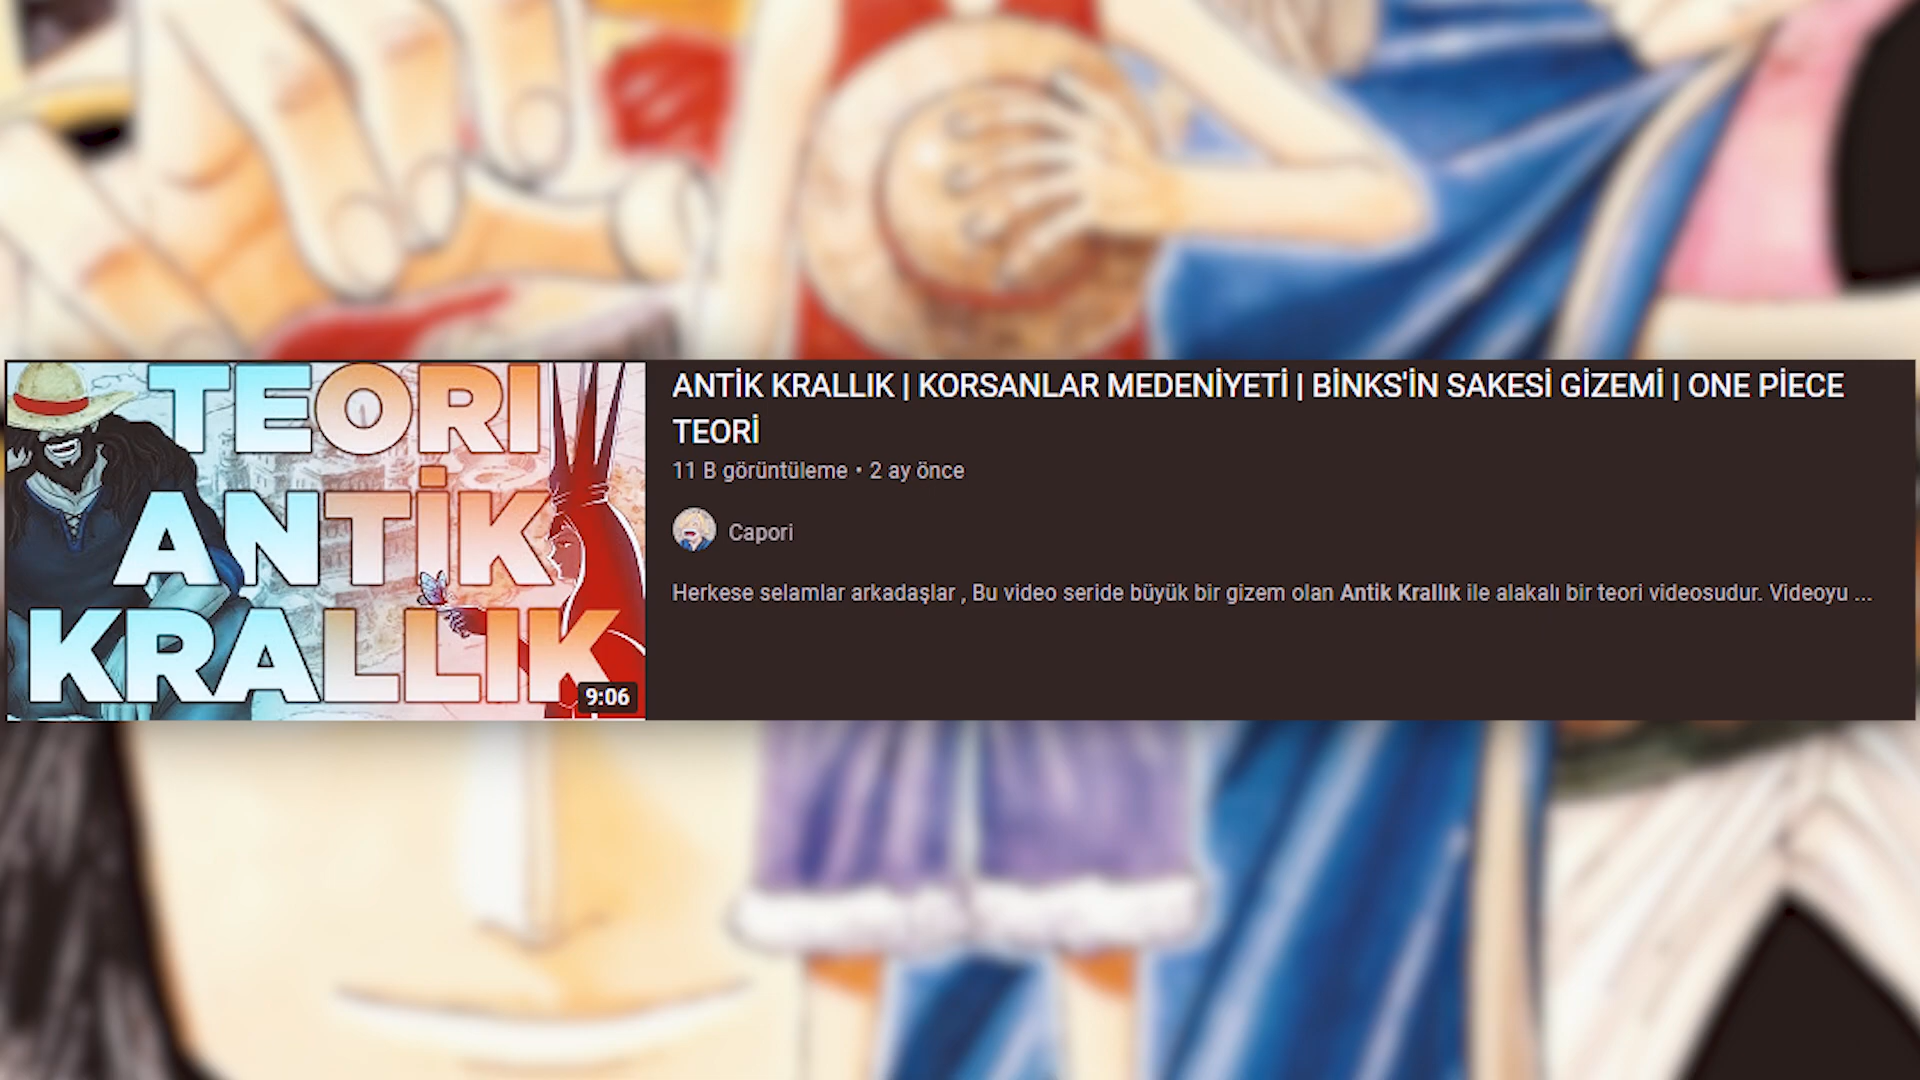 TEORI
ANTİK
KRALLIK
9:06
ANTİK KRALLIK | KORSANLAR MEDENİYETİ | BİNKS'İN SAKESİ GİZEMİ | ONE PİECE
TEORİ
11 B görüntüleme • 2 ay önce
Capori
Herkese selamlar arkadaşlar , Bu video seride büyük bir gizem olan Antik Krallık ile alakalı bir teori videosudur. Videoyu ...